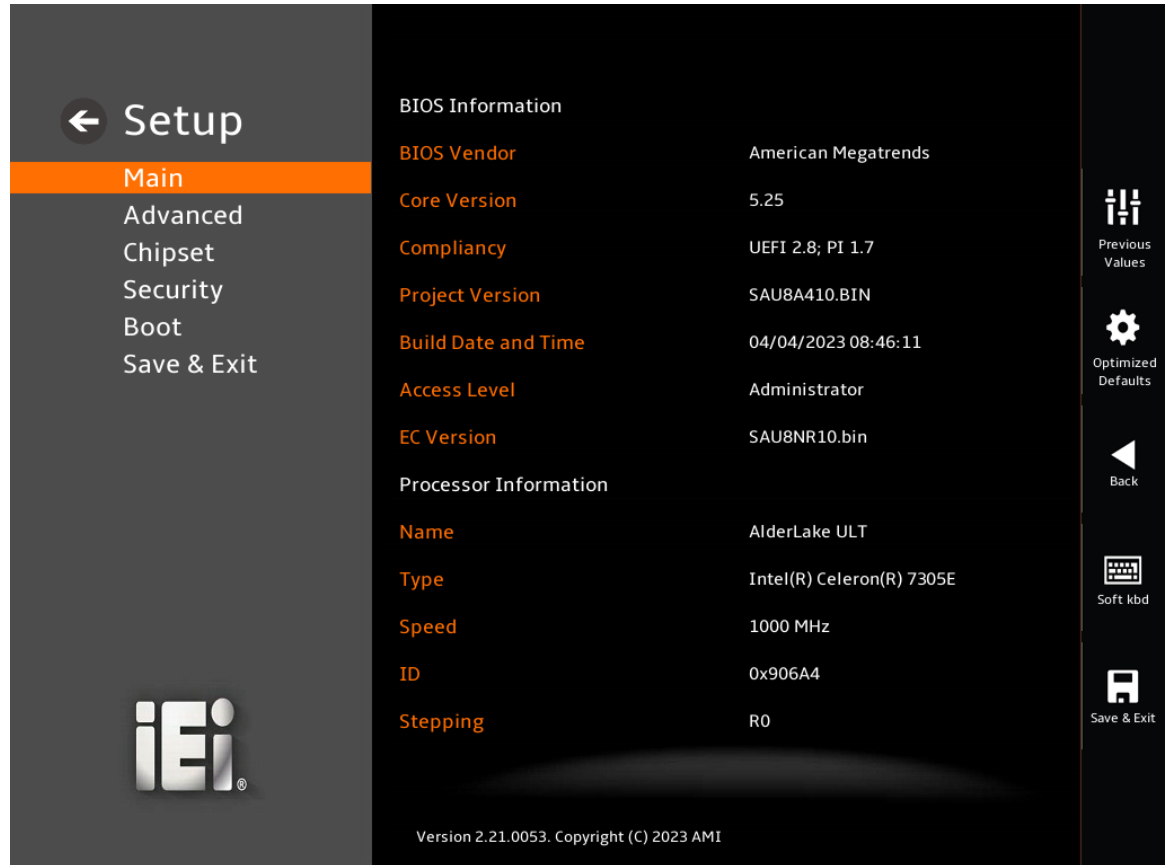 Setup
Main
Advanced
Chipset
Security
Boot
Save & Exit
iEi®
BIOS Information
BIOS Vendor American Megatrends
Core Version 5.25
Compliancy UEFI 2.8; PI 1.7
Project Version SAU8A410.BIN
Build Date and Time 04/04/2023 08:46:11
Access Level Administrator
EC Version SAU8NR10.bin
Processor Information
Name AlderLake ULT
Type Intel(R) Celeron(R) 7305E
Speed 1000 MHz
ID 0x906A4
Stepping R0
Version 2.21.0053. Copyright (C) 2023 AMI
Previous
Values
Optimized
Defaults
Back
Soft kbd
Save & Exit